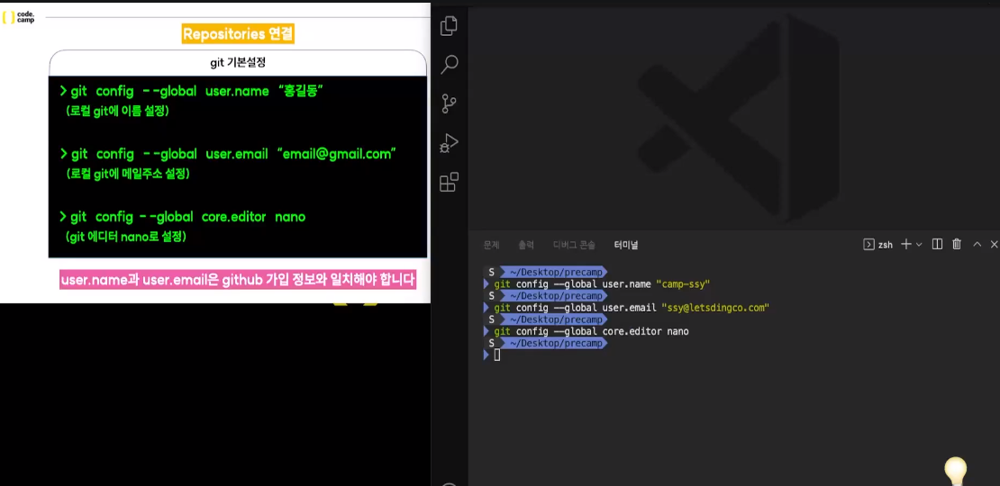 code.
camp
Repositories 연결
git 기본설정
> git config - -global user.name “홍길동”
(로컬 git에 이름 설정)
> git config - -global user.email “email@gmail.com”
(로컬 git에 메일주소 설정)
> git config - -global core.editor nano
(git 에디터 nano로 설정)
user.name과 user.email은 github 가입 정보와 일치해야 합니다
문제 출력 디버그 콘솔 터미널 zsh
S ~/Desktop/precamp
git config --global user.name "camp-ssy"
S ~/Desktop/precamp
git config --global user.email "ssy@letsdingco.com"
S ~/Desktop/precamp
git config --global core.editor nano
S ~/Desktop/precamp